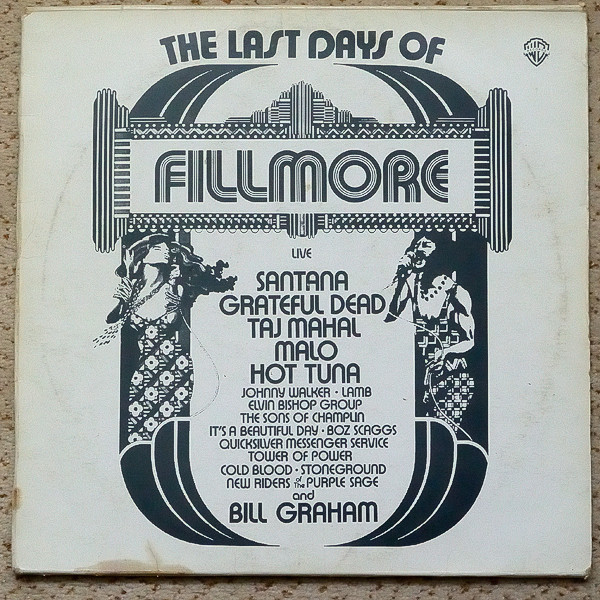 THE LAST DAYS OF
WB
FILLMORE
LIVE
SANTANA
GRATEFUL DEAD
TAJ MAHAL
MALO
HOT TUNA
JOHNNY WALKER • LAMB
ELVIN BISHOP GROUP
THE SONS OF CHAMPLIN
IT'S A BEAUTIFUL DAY • BOZ SCAGGS
QUICKSILVER MESSENGER SERVICE
TOWER OF POWER
COLD BLOOD • STONEGROUND
NEW RIDERS of The PURPLE SAGE
and
BILL GRAHAM